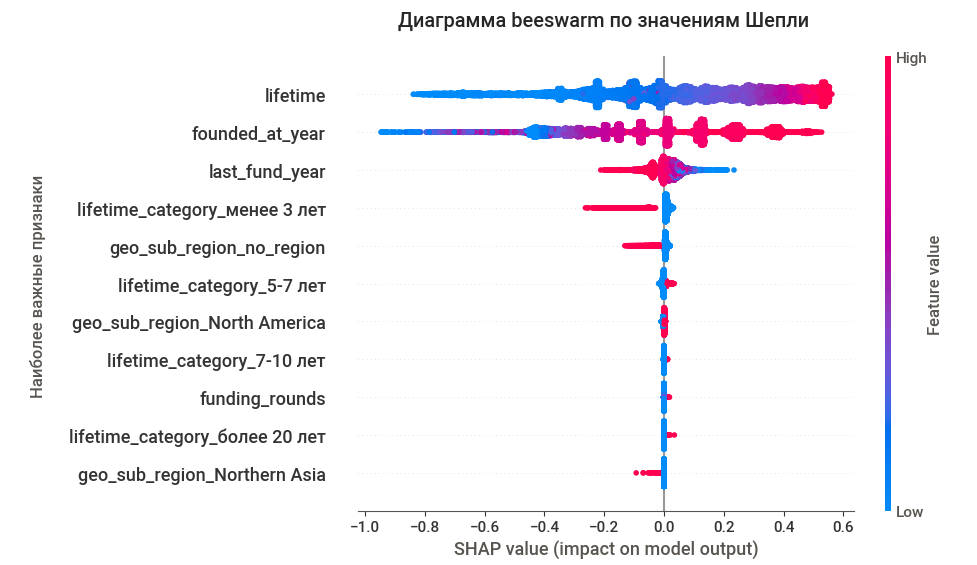 Диаграмма beeswarm по значениям Шепли
High
lifetime
founded_at_year
last_fund_year
lifetime_category_менее 3 лет
geo_sub_region_no_region
lifetime_category_5-7 лет
geo_sub_region_North America
lifetime_category_7-10 лет
funding_rounds
lifetime_category_более 20 лет
geo_sub_region_Northern Asia
Наиболее важные признаки
Feature value
Low
−1.0 −0.8 −0.6 −0.4 −0.2 0.0 0.2 0.4 0.6
SHAP value (impact on model output)